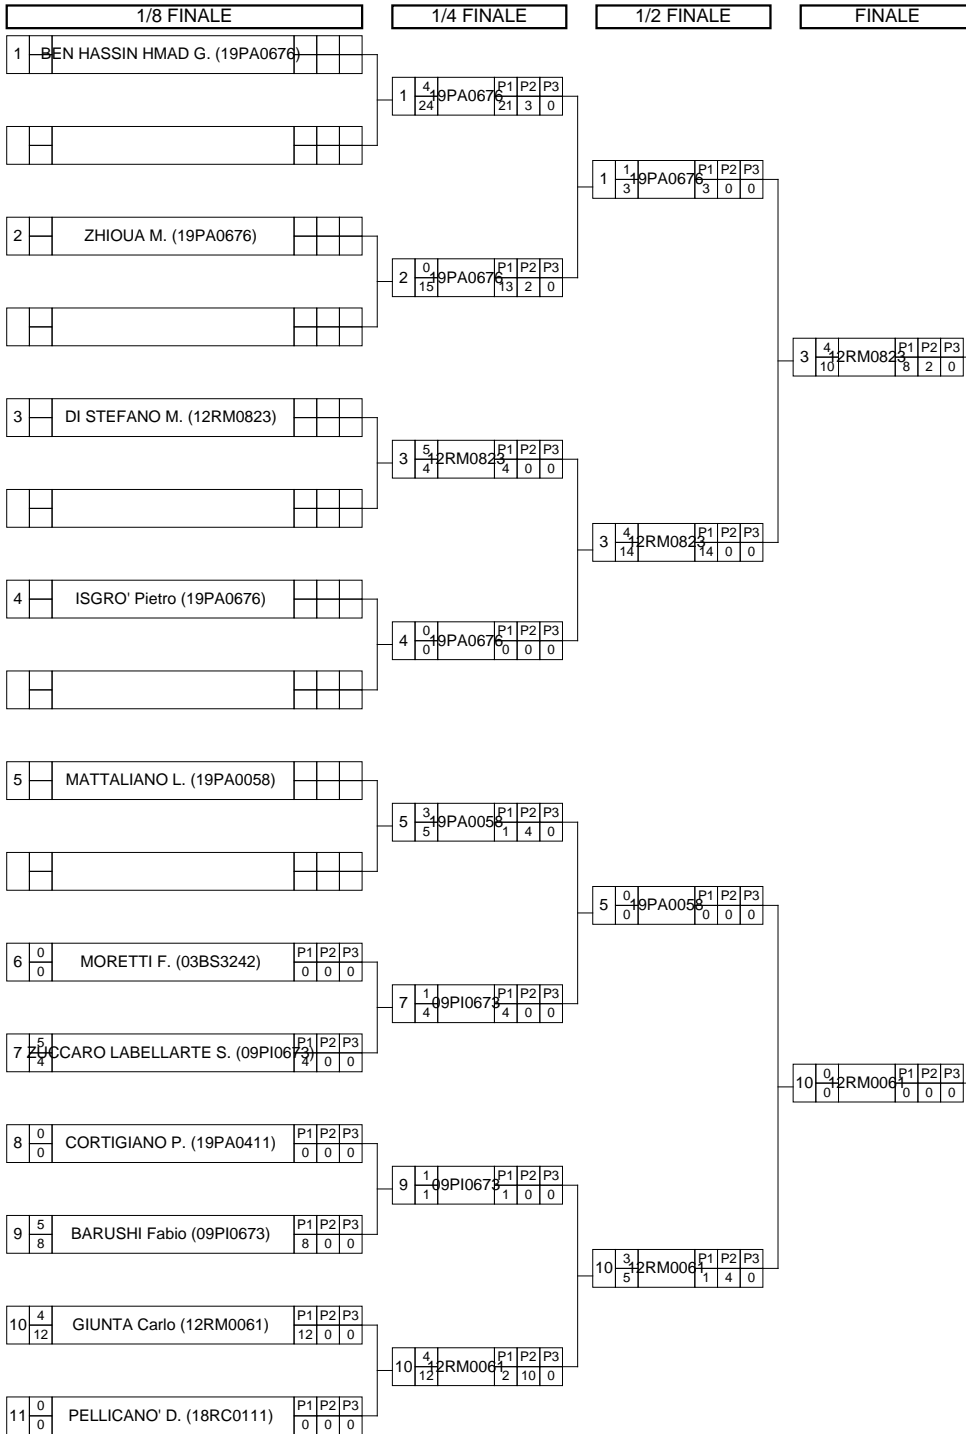 1/8 FINALE 1/4 FINALE 1/2 FINALE FINALE
1 BEN HASSIN HMAD G. (19PA0676)
1 4 24 19PA0676 P1 P2 P3
21 3 0
1 1 3 19PA0676 P1 P2 P3
3 0 0
2 ZHIOUA M. (19PA0676)
2 0 15 19PA0676 P1 P2 P3
13 2 0
3 4 10 12RM0823 P1 P2 P3
8 2 0
3 DI STEFANO M. (12RM0823)
3 5 4 12RM0823 P1 P2 P3
4 0 0
3 4 14 12RM0823 P1 P2 P3
14 0 0
4 ISGRO' Pietro (19PA0676)
4 0 0 19PA0676 P1 P2 P3
0 0 0
5 MATTALIANO L. (19PA0058)
5 3 5 19PA0058 P1 P2 P3
1 4 0
5 0 0 19PA0058 P1 P2 P3
0 0 0
6 0 0 MORETTI F. (03BS3242) P1 P2 P3
0 0 0
7 1 4 09PI0673 P1 P2 P3
4 0 0
7 5 4 ZUCCARO LABELLARTE S. (09PI0673) P1 P2 P3
4 0 0
10 0 0 12RM0061 P1 P2 P3
0 0 0
8 0 0 CORTIGIANO P. (19PA0411) P1 P2 P3
0 0 0
9 1 1 09PI0673 P1 P2 P3
1 0 0
9 5 8 BARUSHI Fabio (09PI0673) P1 P2 P3
8 0 0
10 3 5 12RM0061 P1 P2 P3
1 4 0
10 4 12 GIUNTA Carlo (12RM0061) P1 P2 P3
12 0 0
10 4 12 12RM0061 P1 P2 P3
2 10 0
11 0 0 PELLICANO' D. (18RC0111) P1 P2 P3
0 0 0